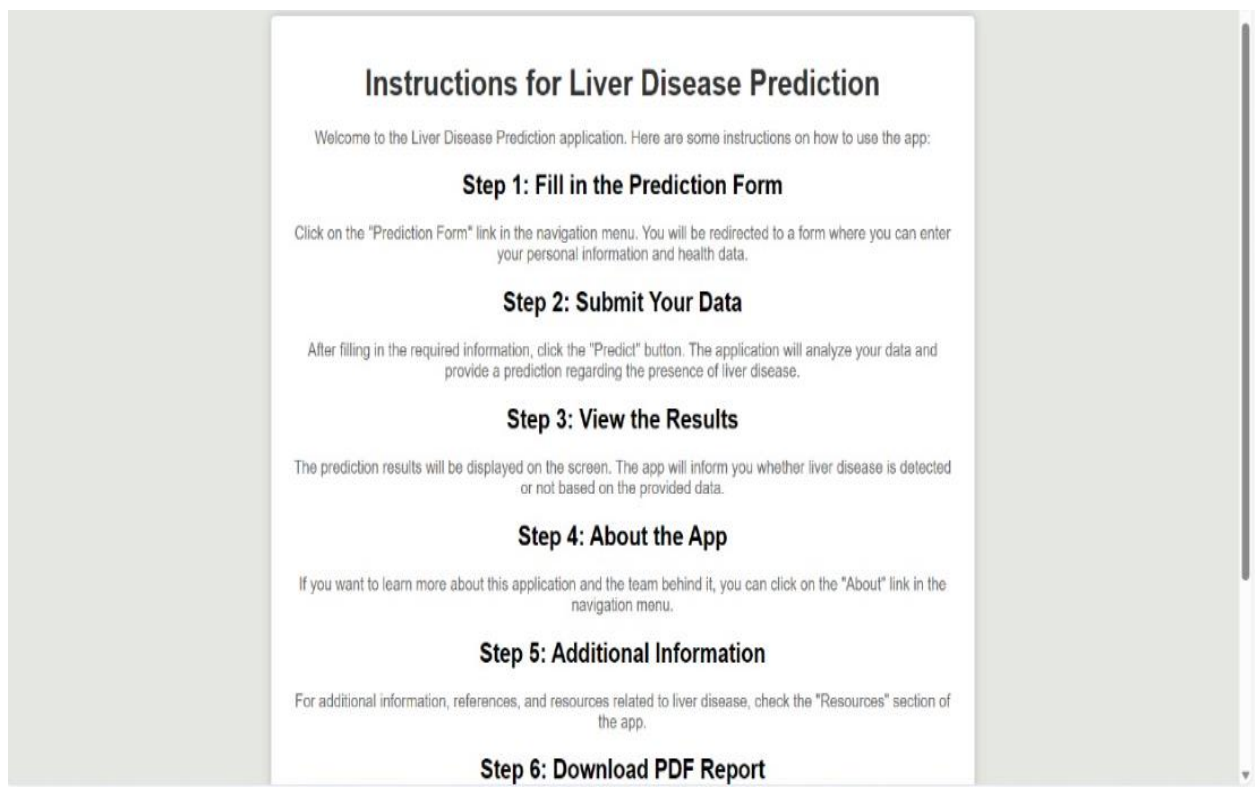 Instructions for Liver Disease Prediction
Welcome to the Liver Disease Prediction application. Here are some instructions on how to use the app:
Step 1: Fill in the Prediction Form
Click on the "Prediction Form" link in the navigation menu. You will be redirected to a form where you can enter
your personal information and health data.
Step 2: Submit Your Data
After filling in the required information, click the "Predict" button. The application will analyze your data and
provide a prediction regarding the presence of liver disease.
Step 3: View the Results
The prediction results will be displayed on the screen. The app will inform you whether liver disease is detected
or not based on the provided data.
Step 4: About the App
If you want to learn more about this application and the team behind it, you can click on the "About" link in the
navigation menu.
Step 5: Additional Information
For additional information, references, and resources related to liver disease, check the "Resources" section of
the app.
Step 6: Download PDF Report